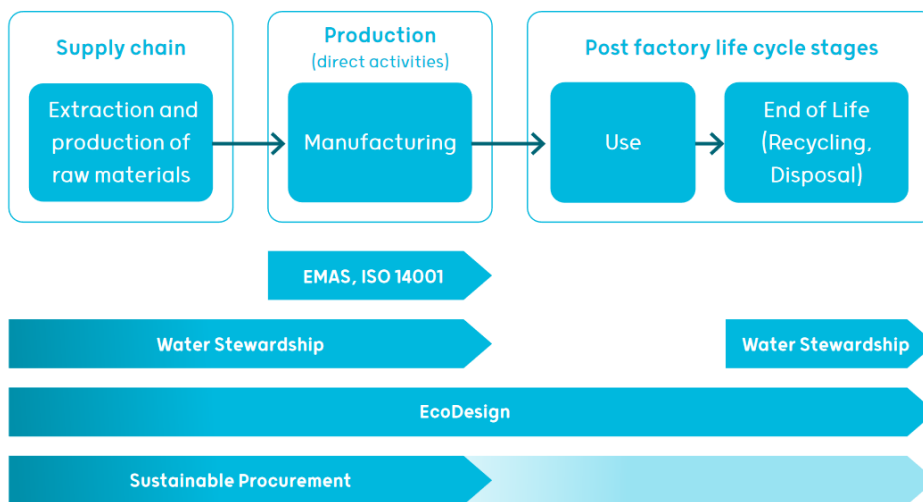 Supply chain
Extraction and
production of
raw materials
Production
(direct activities)
Manufacturing
Post factory life cycle stages
Use
End of Life
(Recycling,
Disposal)
EMAS, ISO 14001
Water Stewardship
Water Stewardship
EcoDesign
Sustainable Procurement